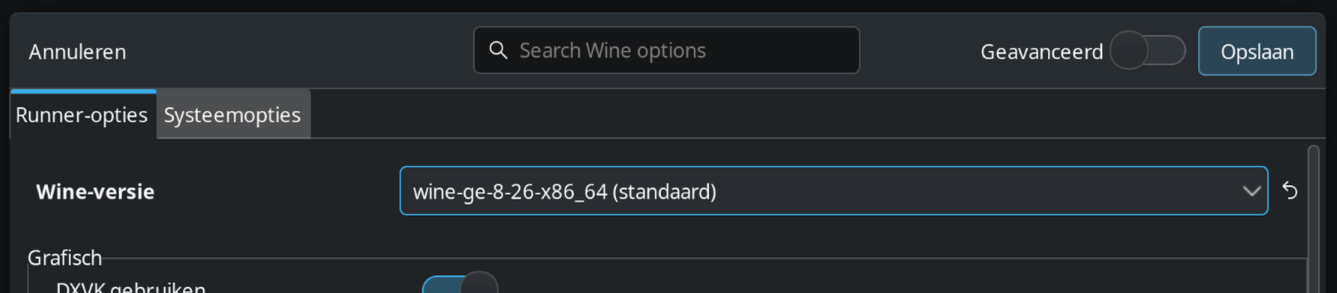 Annuleren Search Wine options Geavanceerd Opslaan
Runner-opties Systeemopties
Wine-versie wine-ge-8-26-x86_64 (standaard)
Grafisch
DXVK gebruiken